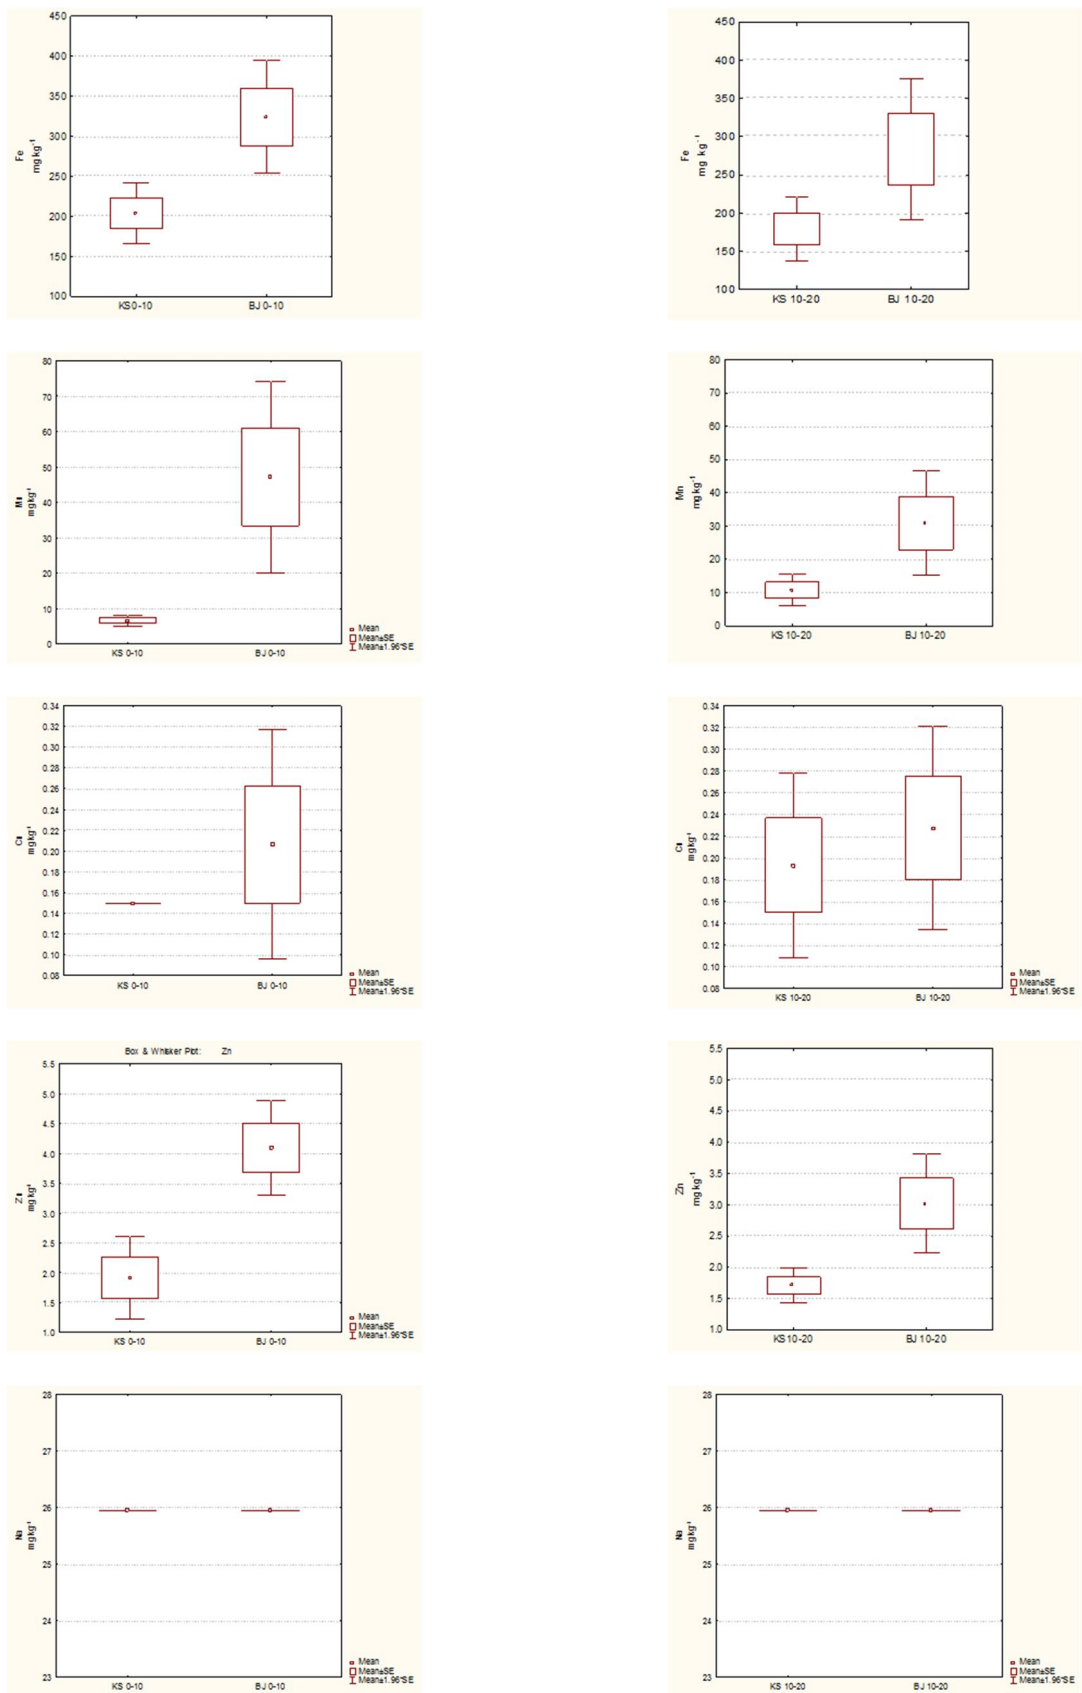 450
400
350
300
250
200
150
100
Fe
mg kg-1
KS 0-10
BJ 0-10
450
400
350
300
250
200
150
100
Fe
mg kg-1
KS 10-20
BJ 10-20
80
70
60
50
40
30
20
10
0
Mn
mg kg-1
KS 0-10
BJ 0-10
Mean
Mean±SE
Mean±1.96*SE
80
70
60
50
40
30
20
10
0
Mn
mg kg-1
KS 10-20
BJ 10-20
0.34
0.32
0.30
0.28
0.26
0.24
0.22
0.20
0.18
0.16
0.14
0.12
0.10
0.08
Cu
mg kg-1
KS 0-10
BJ 0-10
Mean
Mean±SE
Mean±1.96*SE
0.34
0.32
0.30
0.28
0.26
0.24
0.22
0.20
0.18
0.16
0.14
0.12
0.10
0.08
Cu
mg kg-1
KS 10-20
BJ 10-20
Mean
Mean±SE
Mean±1.96*SE
Box & Whisker Plot: Zn
5.5
5.0
4.5
4.0
3.5
3.0
2.5
2.0
1.5
1.0
Zn
mg kg-1
KS 0-10
BJ 0-10
Mean
Mean±SE
Mean±1.96*SE
5.5
5.0
4.5
4.0
3.5
3.0
2.5
2.0
1.5
1.0
Zn
mg kg-1
KS 10-20
BJ 10-20
28
27
26
25
24
23
Na
mg kg-1
KS 0-10
BJ 0-10
Mean
Mean±SE
Mean±1.96*SE
28
27
26
25
24
23
Na
mg kg-1
KS 10-20
BJ 10-20
Mean
Mean±SE
Mean±1.96*SE